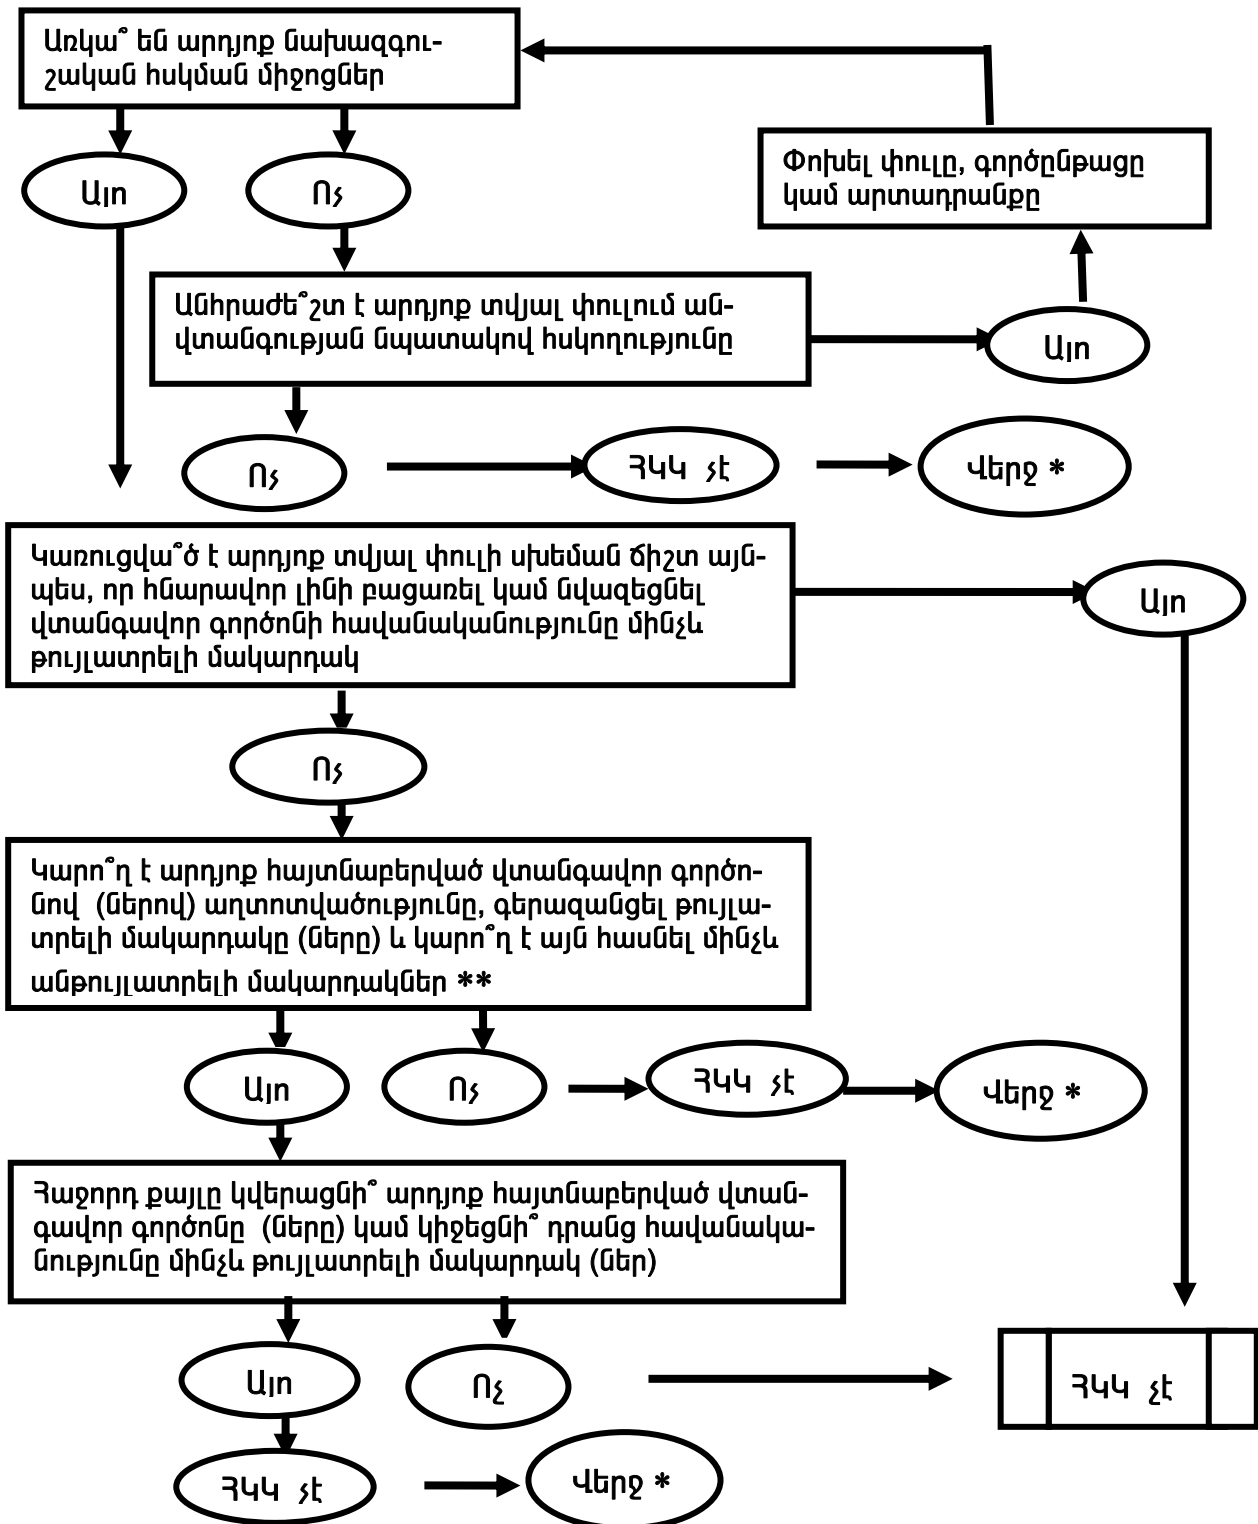 Առկա՞ են արդյոք նախազգու-
շական հսկման միջոցներ
Փոխել փուլը, գործընթացը
կամ արտադրանքը
Այո
Ոչ
Անհրաժե՞շտ է արդյոք տվյալ փուլում ան-
վտանգության նպատակով հսկողությունը
Այո
Ոչ
ՀԿԿ չէ
Վերջ *
Կառուցվա՞ծ է արդյոք տվյալ փուլի սխեման ճիշտ այն-
պես, որ հնարավոր լինի բացառել կամ նվազեցնել
վտանգավոր գործոնի հավանականությունը մինչև
թույլատրելի մակարդակ
Այո
Ոչ
Կարո՞ղ է արդյոք հայտնաբերված վտանգավոր գործո-
նով (ներով) աղտոտվածությունը, գերազանցել թույլա-
տրելի մակարդակը (ները) և կարո՞ղ է այն հասնել մինչև
անթույլատրելի մակարդակներ **
Այո
Ոչ
ՀԿԿ չէ
Վերջ *
Հաջորդ քայլը կվերացնի՞ արդյոք հայտնաբերված վտան-
գավոր գործոնը (ները) կամ կիջեցնի՞ դրանց հավանակա-
նությունը մինչև թույլատրելի մակարդակ (ներ)
Այո
Ոչ
ՀԿԿ չէ
ՀԿԿ չէ
Վերջ *